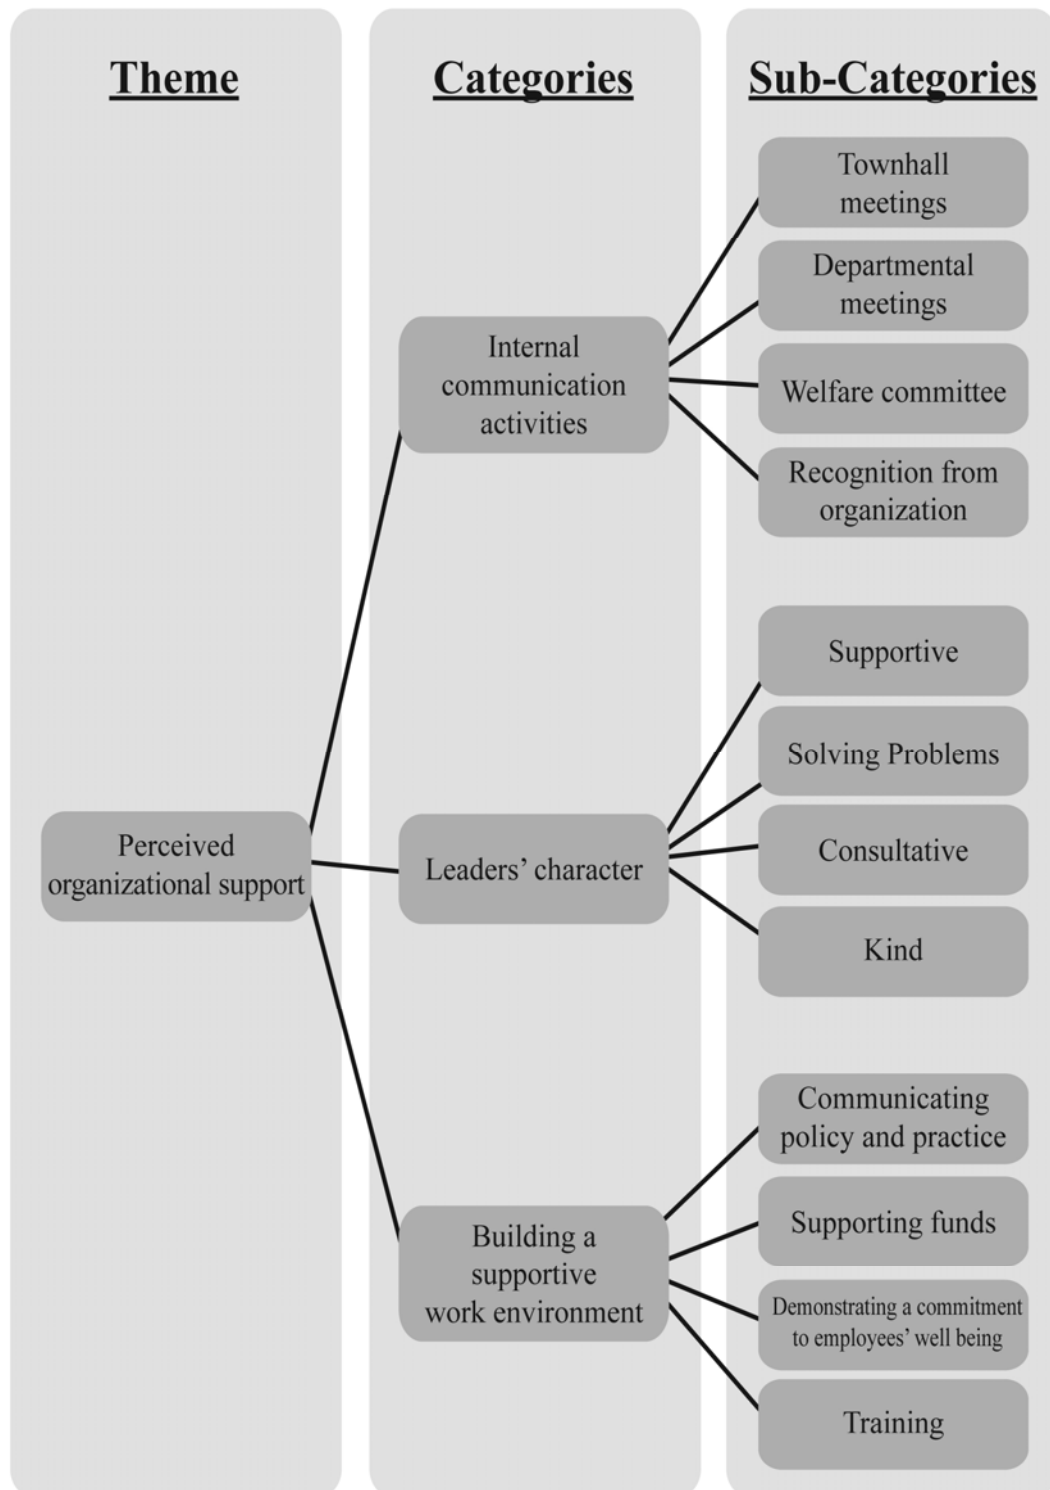 Theme
Categories
Sub-Categories
Townhall
meetings
Departmental
meetings
Internal
communication
activities
Welfare committee
Recognition from
organization
Supportive
Solving Problems
Perceived
organizational support
Leaders’ character
Consultative
Kind
Communicating
policy and practice
Building a
supportive
work environment
Supporting funds
Demonstrating a commitment
to employees’ well being
Training